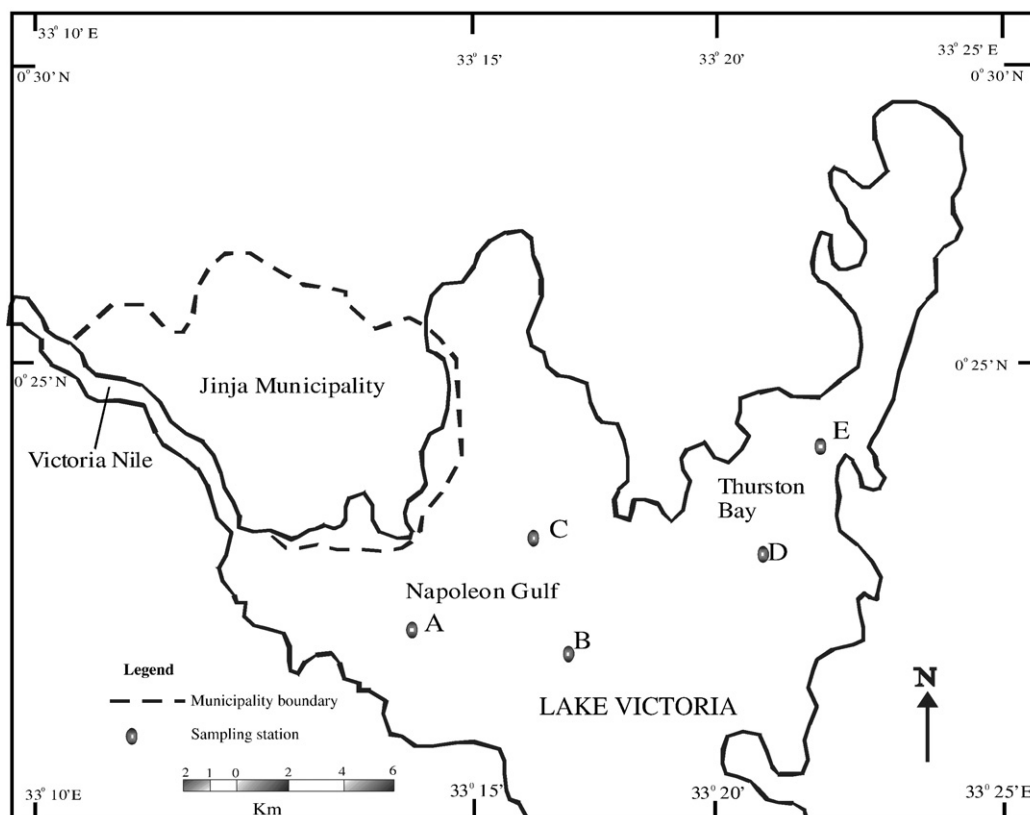 33° 10' E
33° 15'
33° 20'
33° 25' E
0° 30' N
0° 30' N
0° 25' N
0° 25' N
Jinja Municipality
Victoria Nile
E
Thurston
Bay
C
D
Napoleon Gulf
A
B
Legend
Municipality boundary
Sampling station
LAKE VICTORIA
N
2 1 0 2 4 6
Km
33° 10' E
33° 15'
33° 20'
33° 25' E